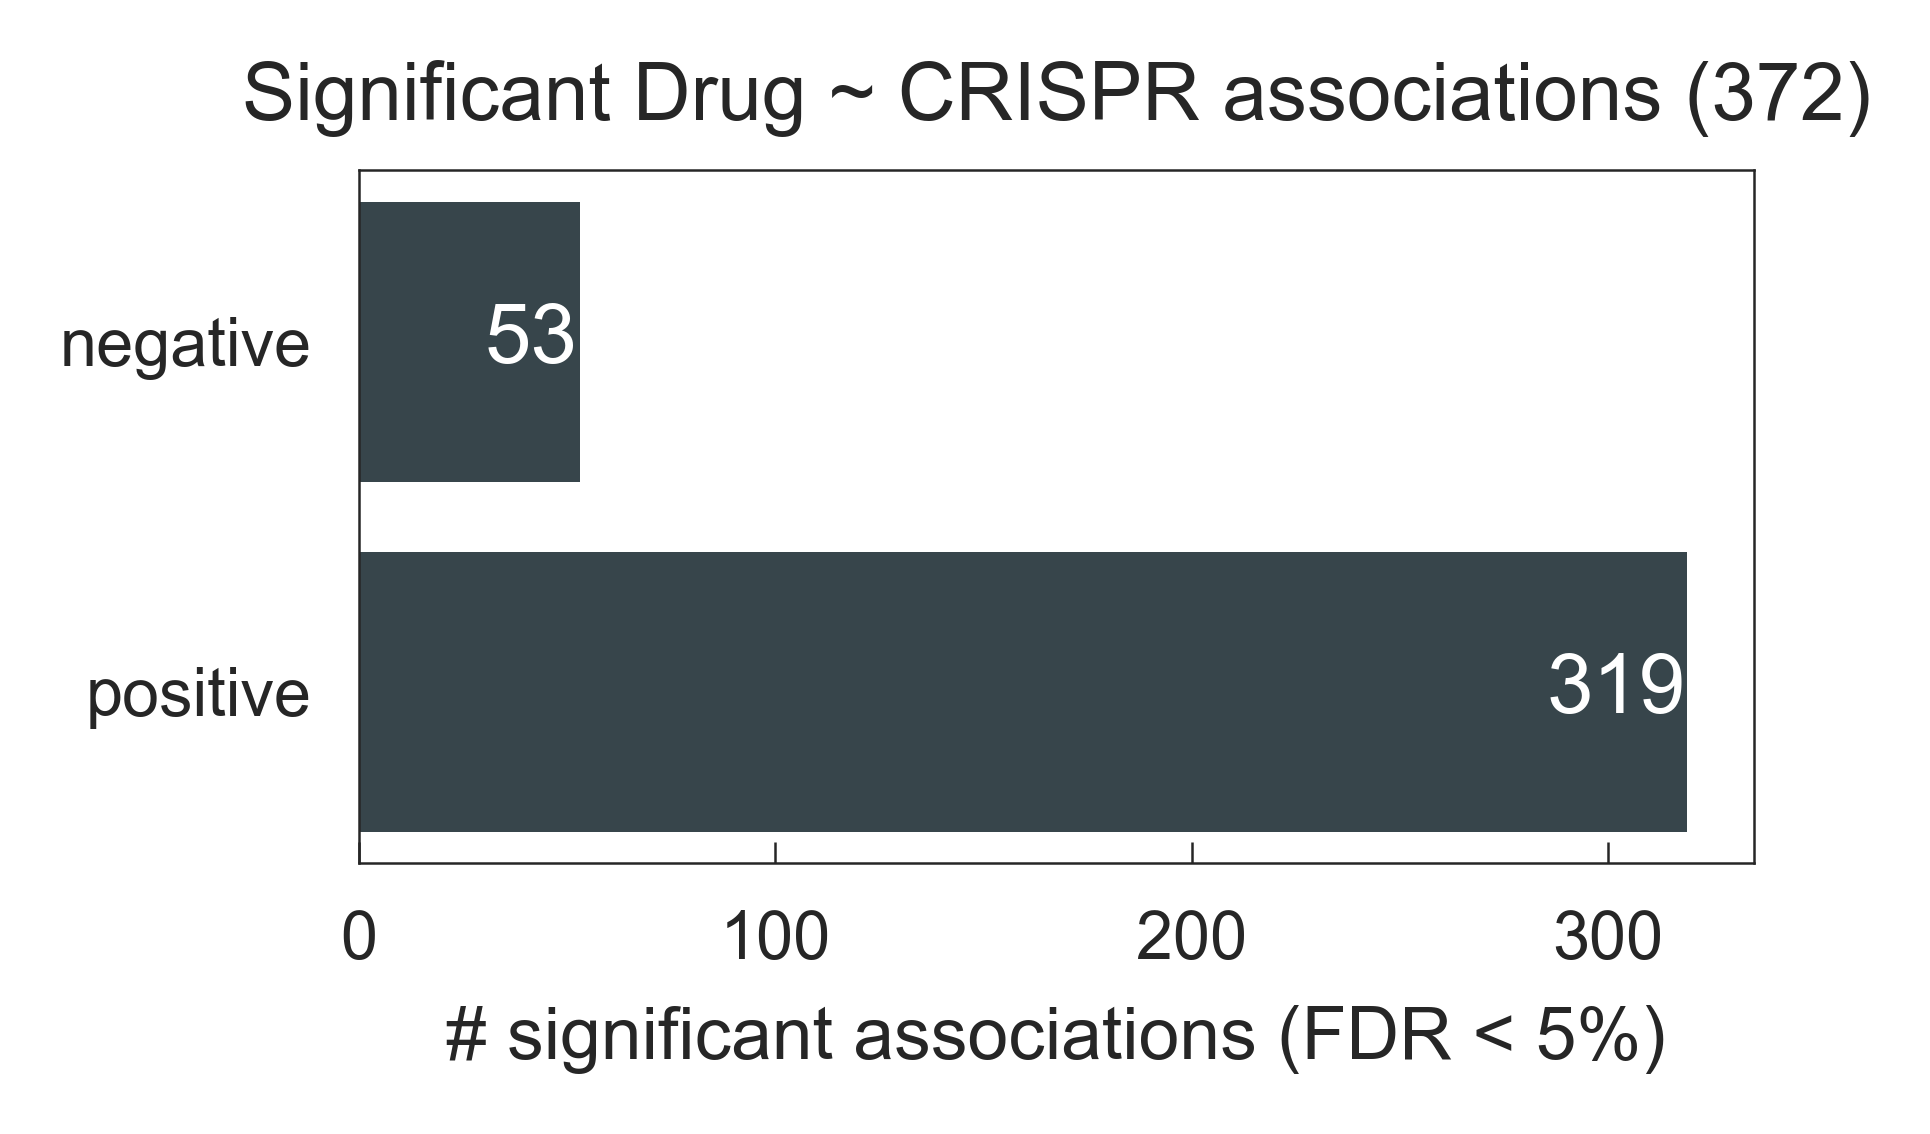 Significant Drug ~ CRISPR associations (372)
negative
53
positive
319
0 100 200 300
# significant associations (FDR < 5%)